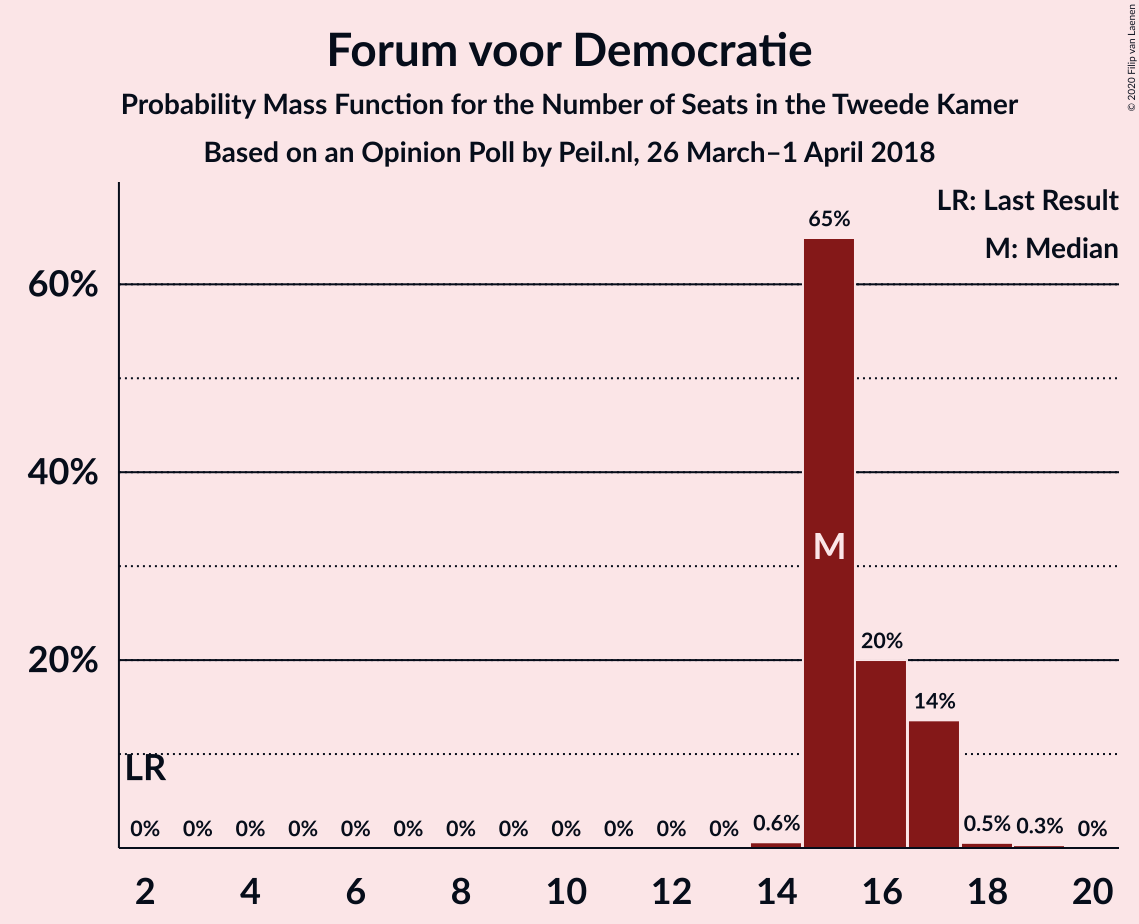 Forum voor Democratie
Probability Mass Function for the Number of Seats in the Tweede Kamer
Based on an Opinion Poll by Peil.nl, 26 March–1 April 2018
© 2020 Filip van Laenen
LR: Last Result
M: Median
65%
60%
40%
M
20%
20%
14%
LR
0% 0% 0% 0% 0% 0% 0% 0% 0% 0% 0% 0% 0.6% 0.5% 0.3% 0%
2 4 6 8 10 12 14 16 18 20